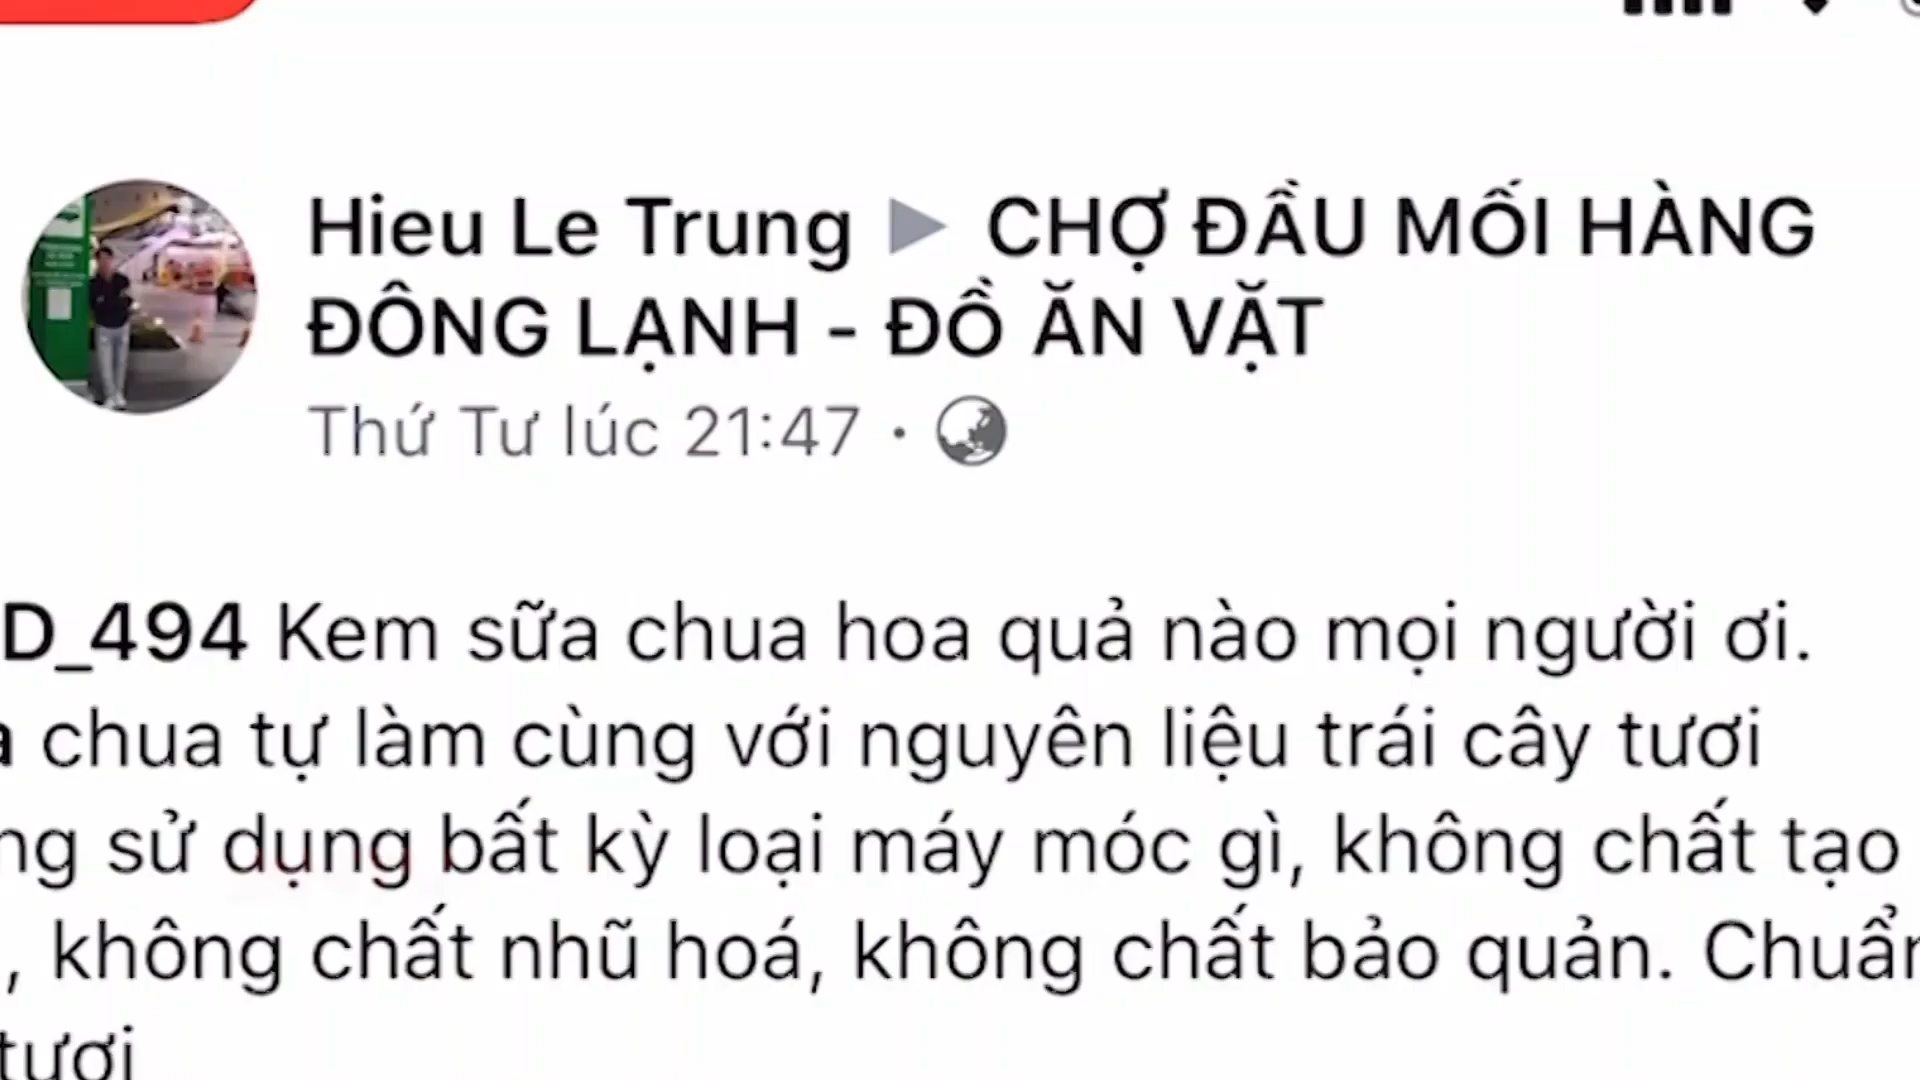 Hieu Le Trung ▶ CHỢ ĐẦU MỐI HÀNG
ĐÔNG LẠNH - ĐỒ ĂN VẶT
Thứ Tư lúc 21:47 ·
D_494 Kem sữa chua hoa quả nào mọi người ơi.
chua tự làm cùng với nguyên liệu trái cây tươi
ng sử dụng bất kỳ loại máy móc gì, không chất tạo
, không chất nhũ hoá, không chất bảo quản. Chuẩn
tươi